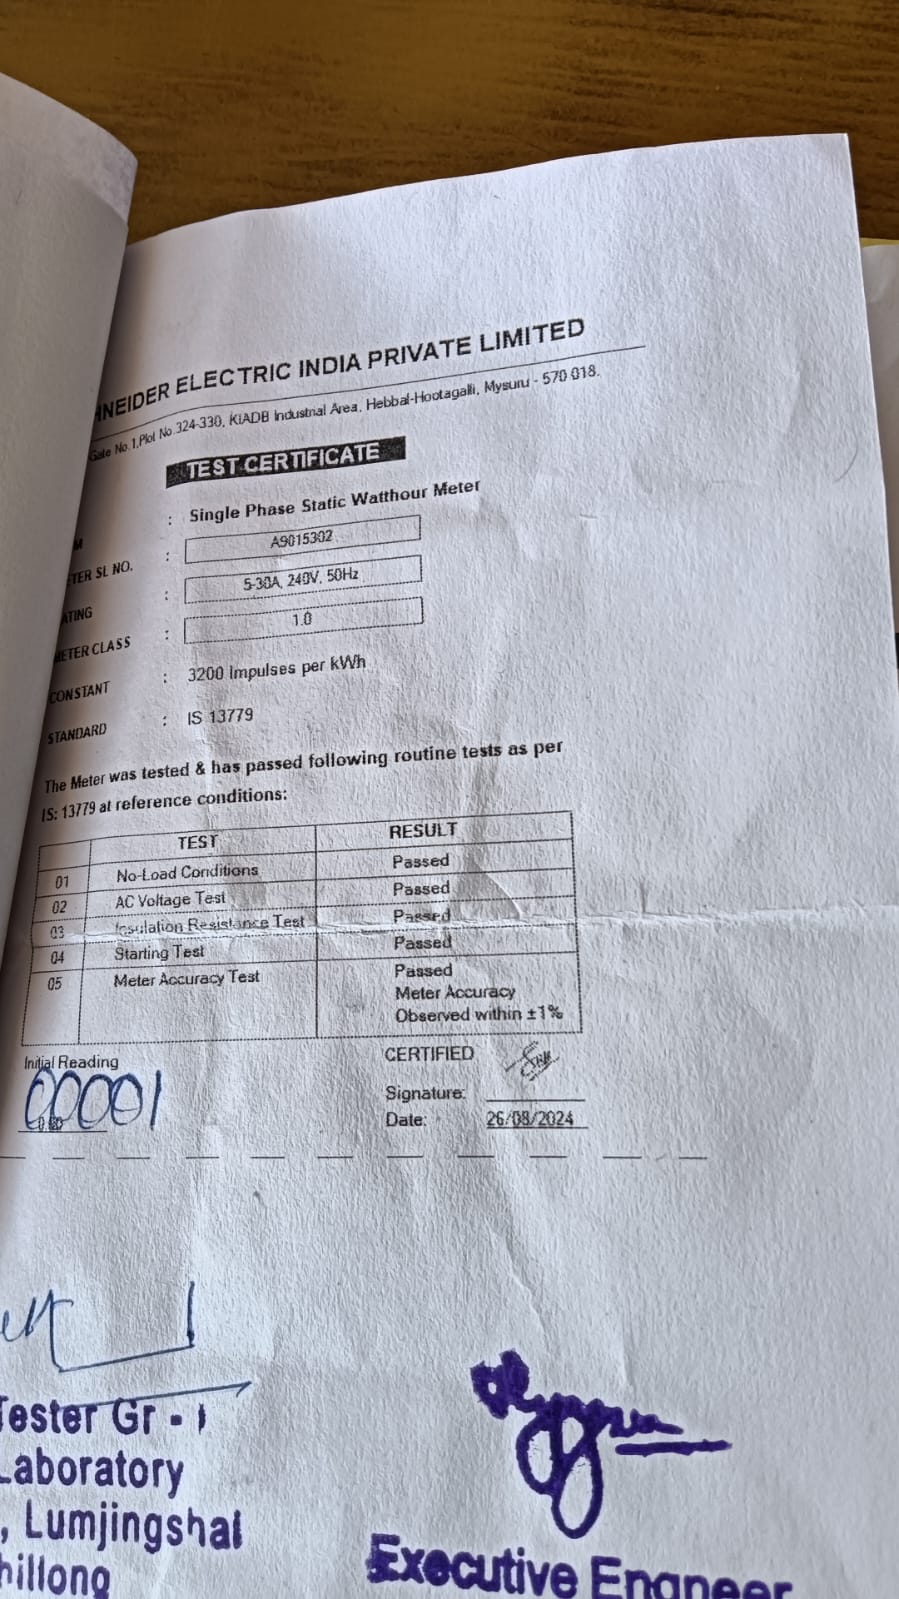 NEIDER ELECTRIC INDIA PRIVATE LIMITED
Gate No.1,Plot No.324-330, KIADB Industrial Area, Hebbal-Hootagalli, Mysuru - 570 018.
TEST CERTIFICATE
M : Single Phase Static Watthour Meter
TER SL NO. : A9015302
ATING : 5-30A, 240V, 50Hz
METER CLASS : 1.0
CONSTANT : 3200 Impulses per kWh
STANDARD : IS 13779
The Meter was tested & has passed following routine tests as per
IS: 13779 at reference conditions:
TEST RESULT
01 No-Load Conditions Passed
02 AC Voltage Test Passed
03 Insulation Resistance Test Passed
04 Starting Test Passed
05 Meter Accuracy Test Passed
Meter Accuracy
Observed within ±1%
Initial Reading CERTIFIED
00001
Signature:
Date: 26/08/2024
Tester Gr - I
Laboratory
, Lumjingshai
hillong
Executive Engneer